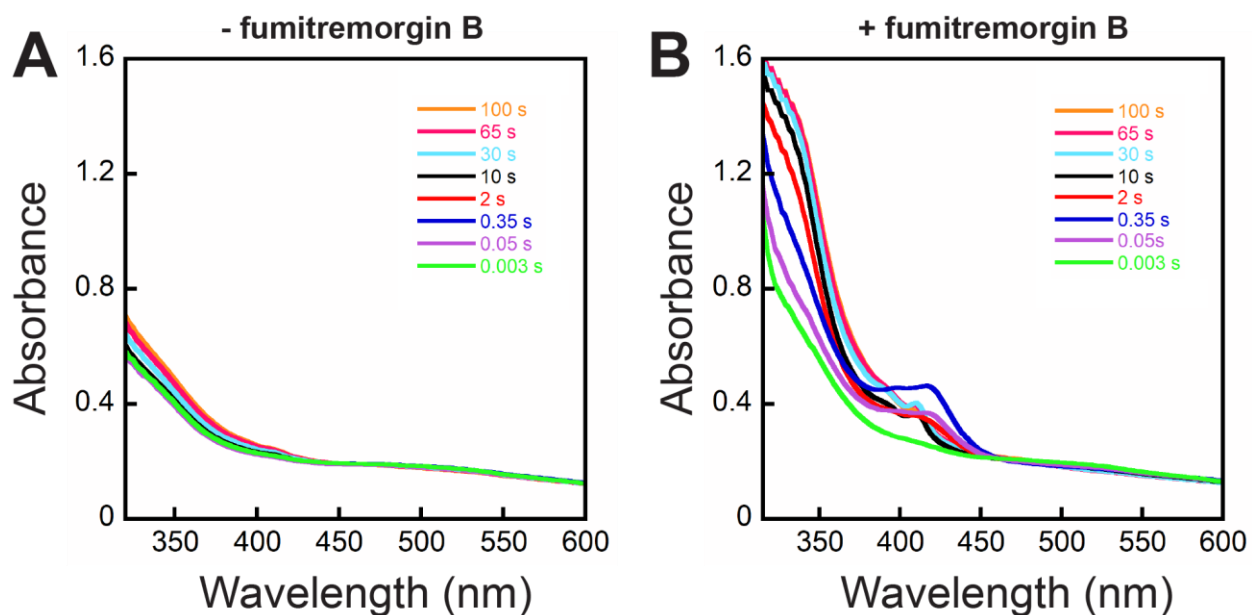 A
- fumitremorgin B
1.6
1.2
0.8
0.4
0
Absorbance
100 s
65 s
30 s
10 s
2 s
0.35 s
0.05 s
0.003 s
350 400 450 500 550 600
Wavelength (nm)
B
+ fumitremorgin B
1.6
1.2
0.8
0.4
0
Absorbance
100 s
65 s
30 s
10 s
2 s
0.35 s
0.05s
0.003 s
350 400 450 500 550 600
Wavelength (nm)